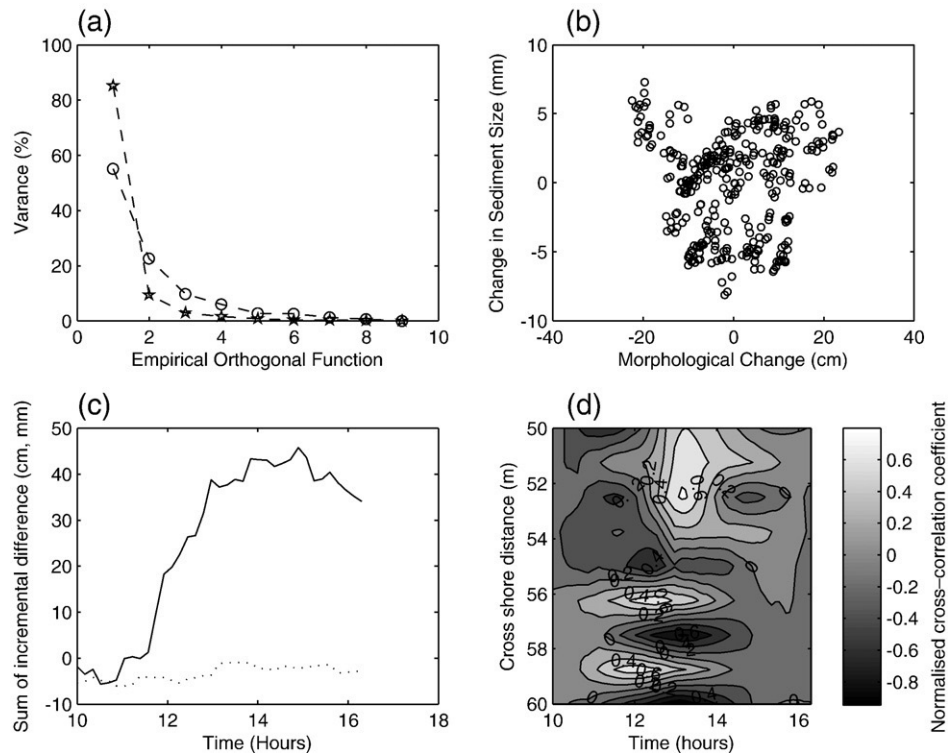 (a)
100
80
60
40
20
0
Varance (%)
0 2 4 6 8 10
Empirical Orthogonal Function
(b)
10
5
0
-5
-10
Change in Sediment Size (mm)
-40 -20 0 20 40
Morphological Change (cm)
(c)
50
40
30
20
10
0
-10
Sum of incremental difference (cm, mm)
10 12 14 16 18
Time (Hours)
(d)
50
52
54
56
58
60
Cross shore distance (m)
10 12 14 16
Time (hours)
0.6
0.4
0.2
0
-0.2
-0.4
-0.6
-0.8
Normalised cross-correlation coefficient